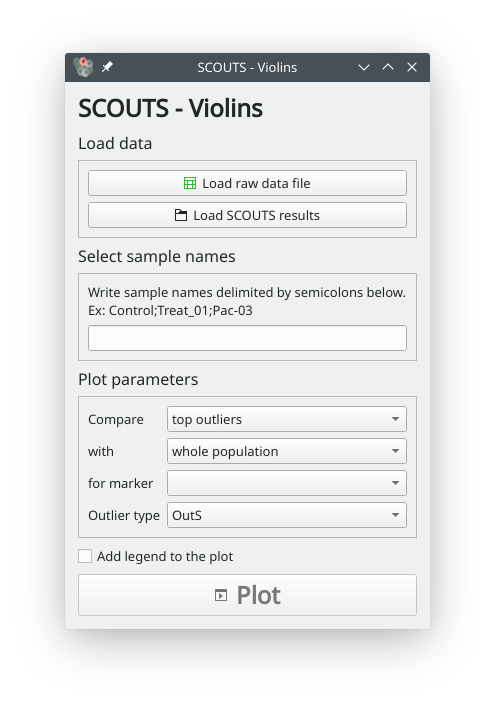 SCOUTS - Violins
SCOUTS - Violins
Load data
Load raw data file
Load SCOUTS results
Select sample names
Write sample names delimited by semicolons below.
Ex: Control;Treat_01;Pac-03
Plot parameters
Compare top outliers
with whole population
for marker
Outlier type OutS
Add legend to the plot
Plot